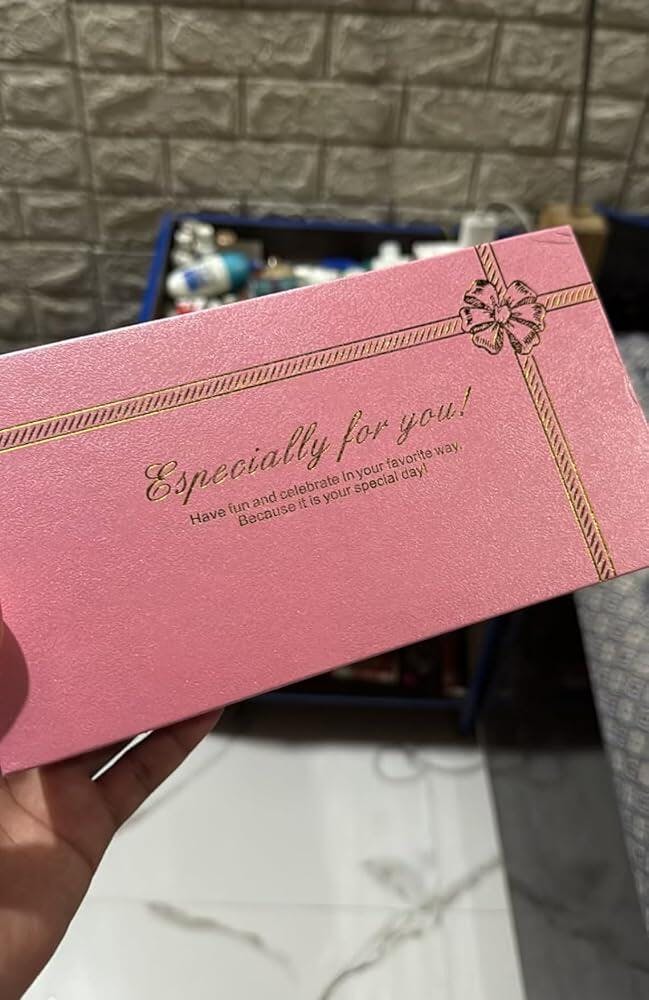 Especially for you!
Have fun and celebrate in your favorite way.
Because it is your special day!